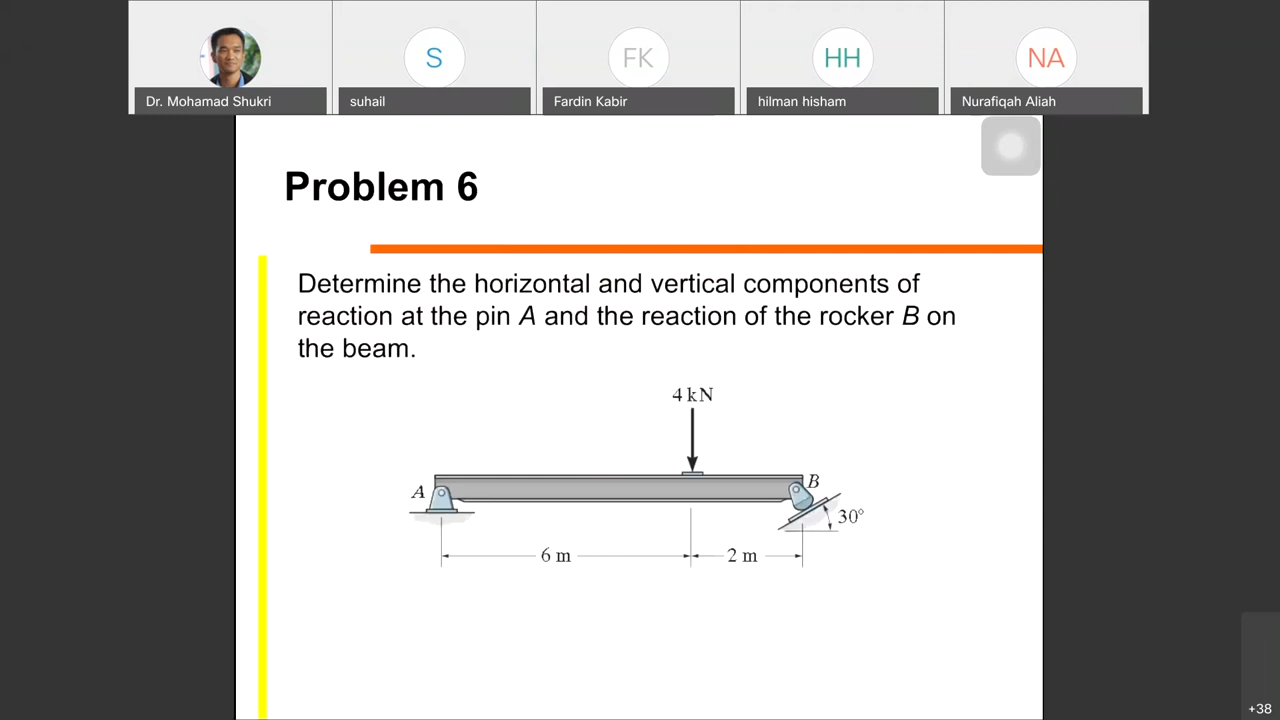 S
FK
HH
NA
Dr. Mohamad Shukri
suhail
Fardin Kabir
hilman hisham
Nurafiqah Aliah
Problem 6
Determine the horizontal and vertical components of
reaction at the pin A and the reaction of the rocker B on
the beam.
4 kN
A
B
30°
6 m
2 m
+38